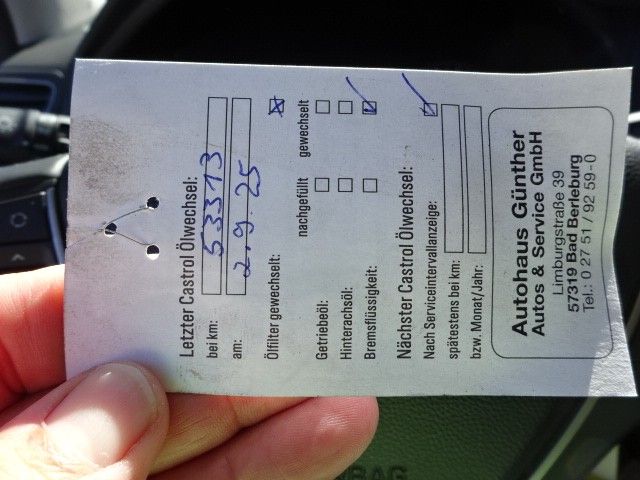 Letzter Castrol Ölwechsel:
bei km: 53313
am: 2.9.25
Ölfilter gewechselt:
nachgefüllt gewechselt
Getriebeöl:
Hinterachsöl:
Bremsflüssigkeit:
Nächster Castrol Ölwechsel:
Nach Serviceintervallanzeige:
spätestens bei km:
bzw. Monat/Jahr:
Autohaus Günther
Autos & Service GmbH
Limburgstraße 39
57319 Bad Berleburg
Tel.: 0 27 51 / 92 59-0